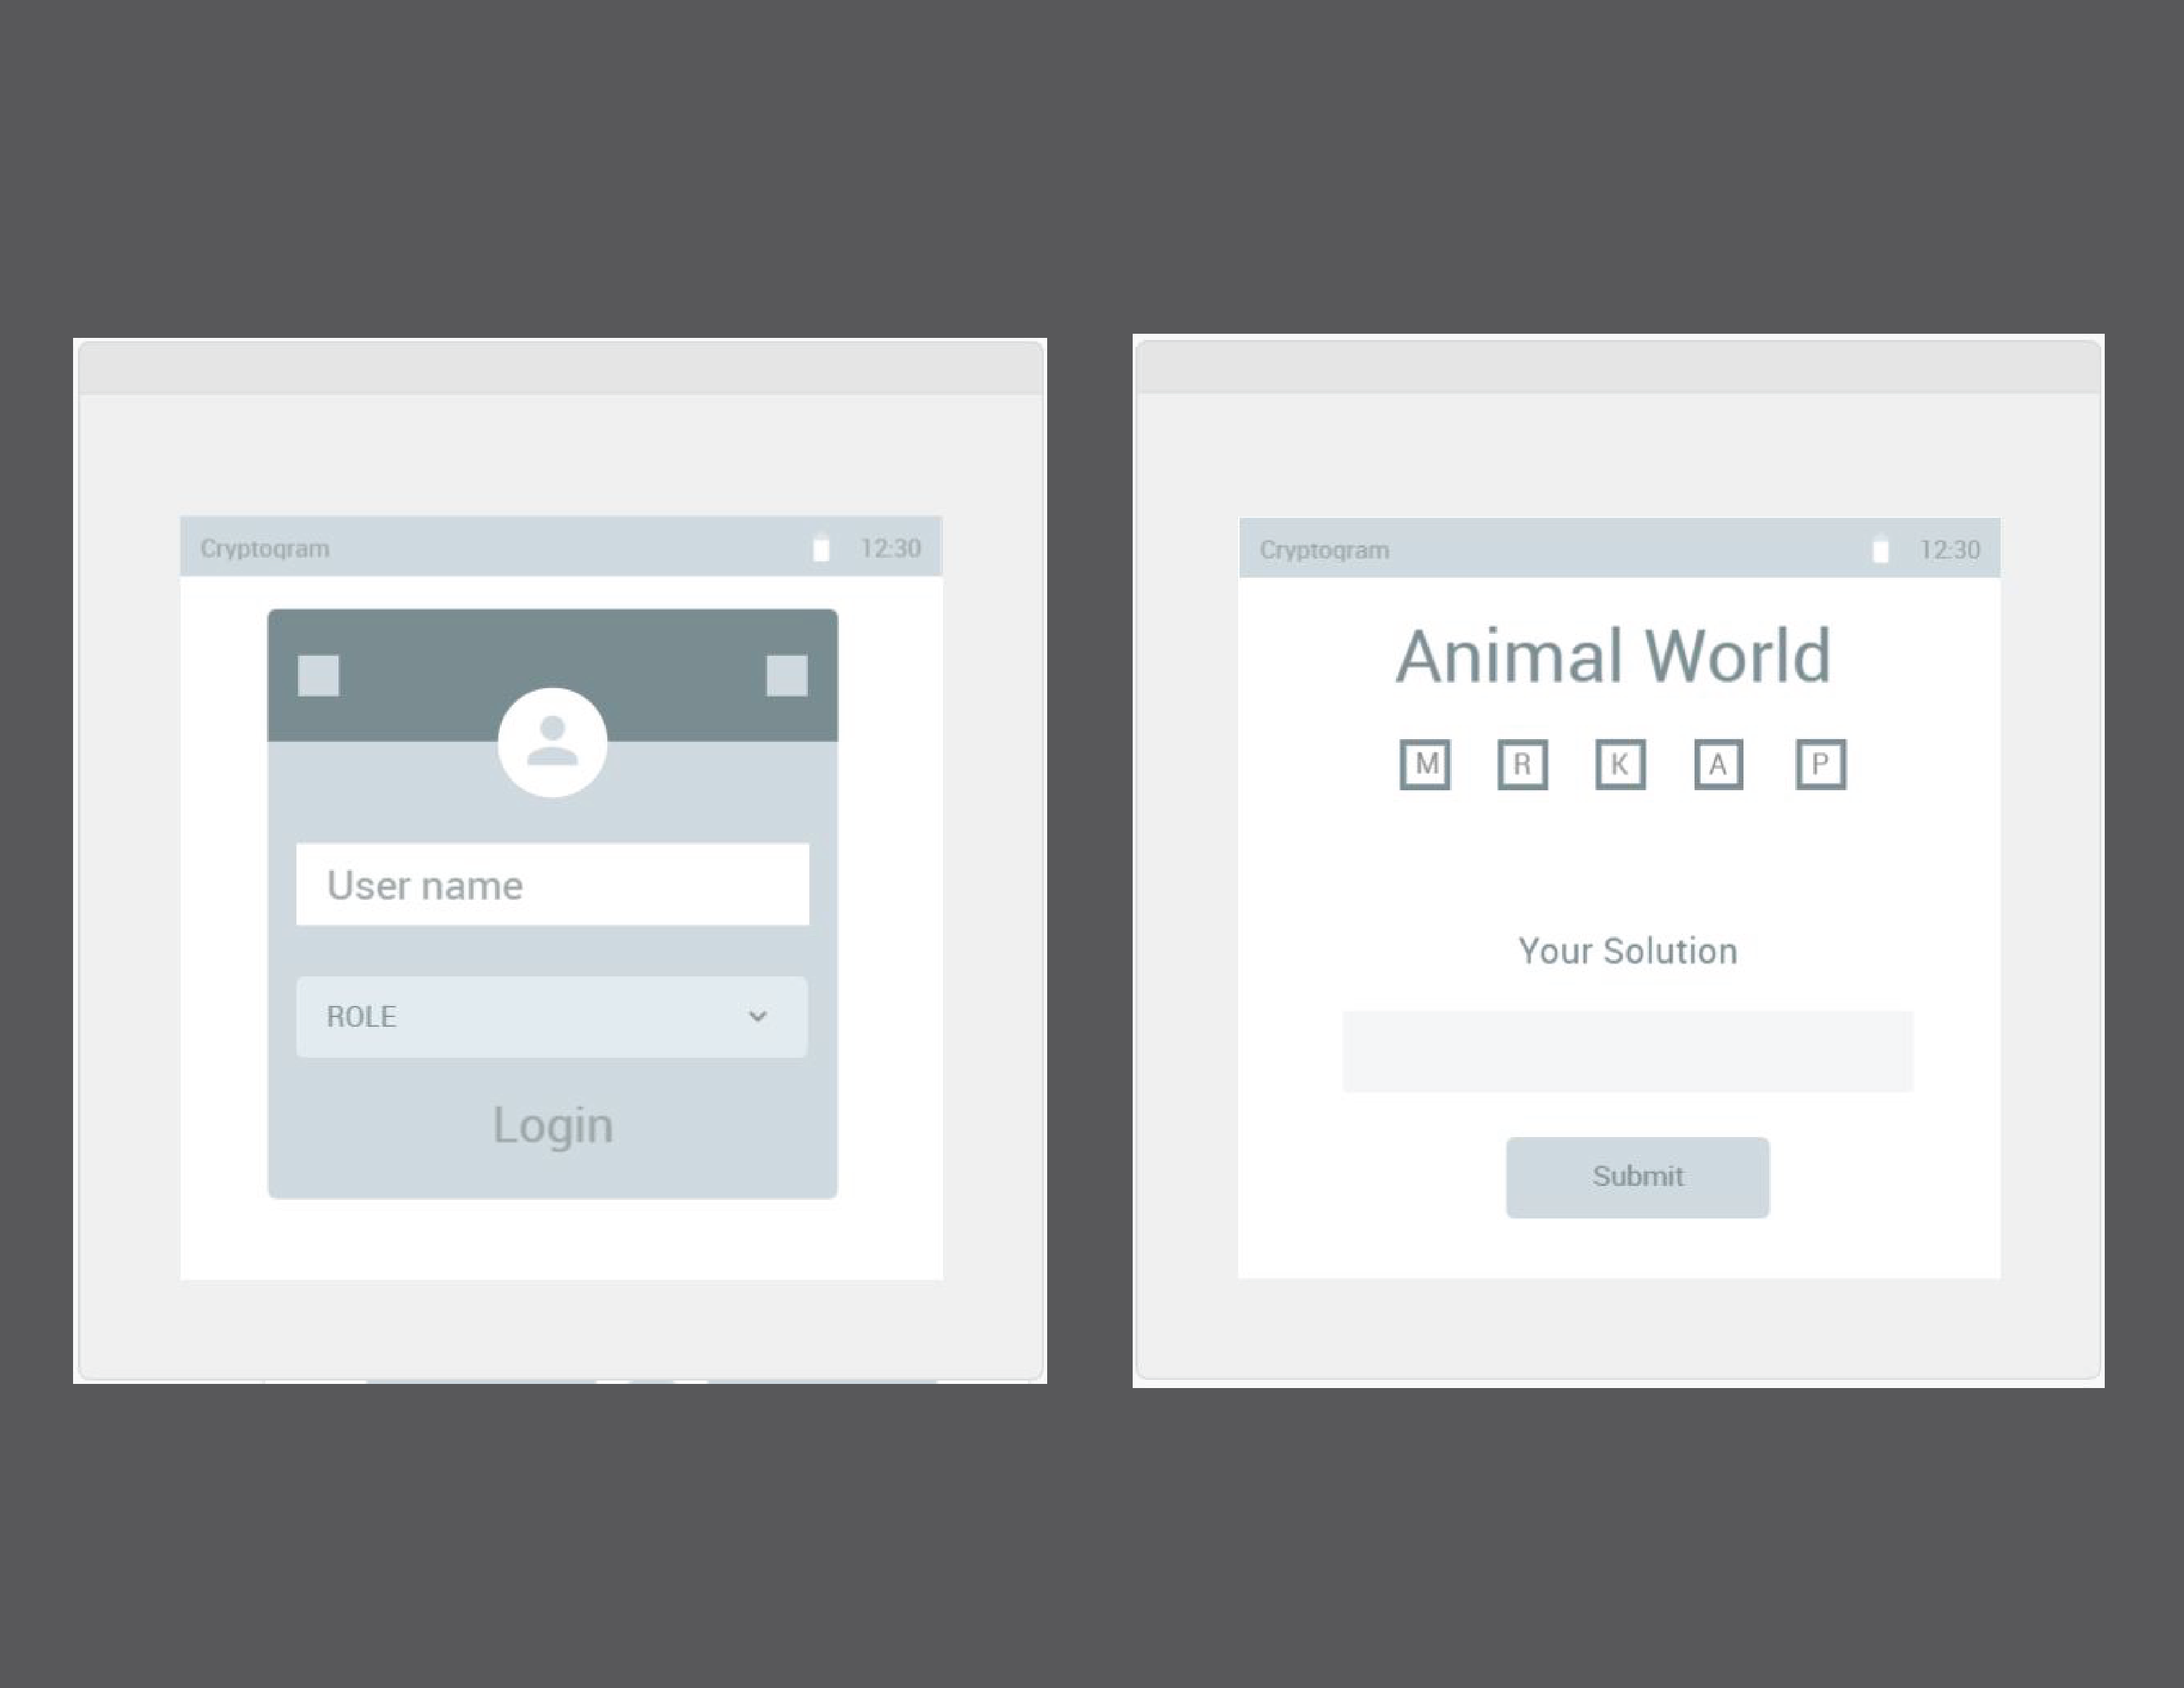 Cryptogram 12:30
User name
ROLE
Login
Cryptogram 12:30
Animal World
M R K A P
Your Solution
Submit